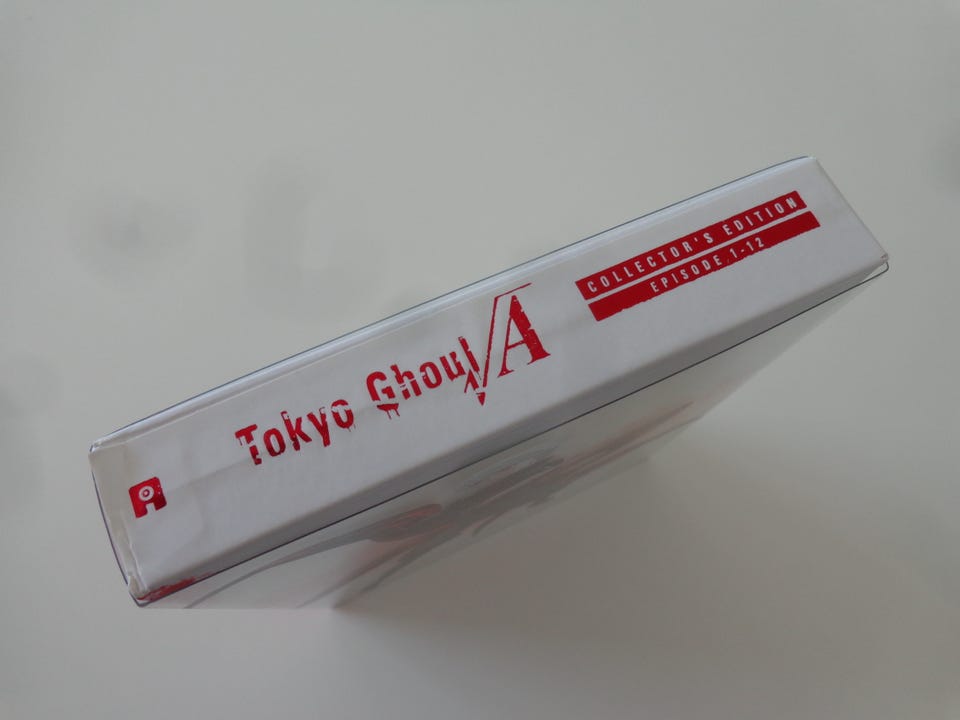 Tokyo Ghoul √A
COLLECTOR'S EDITION
EPISODE 1-12